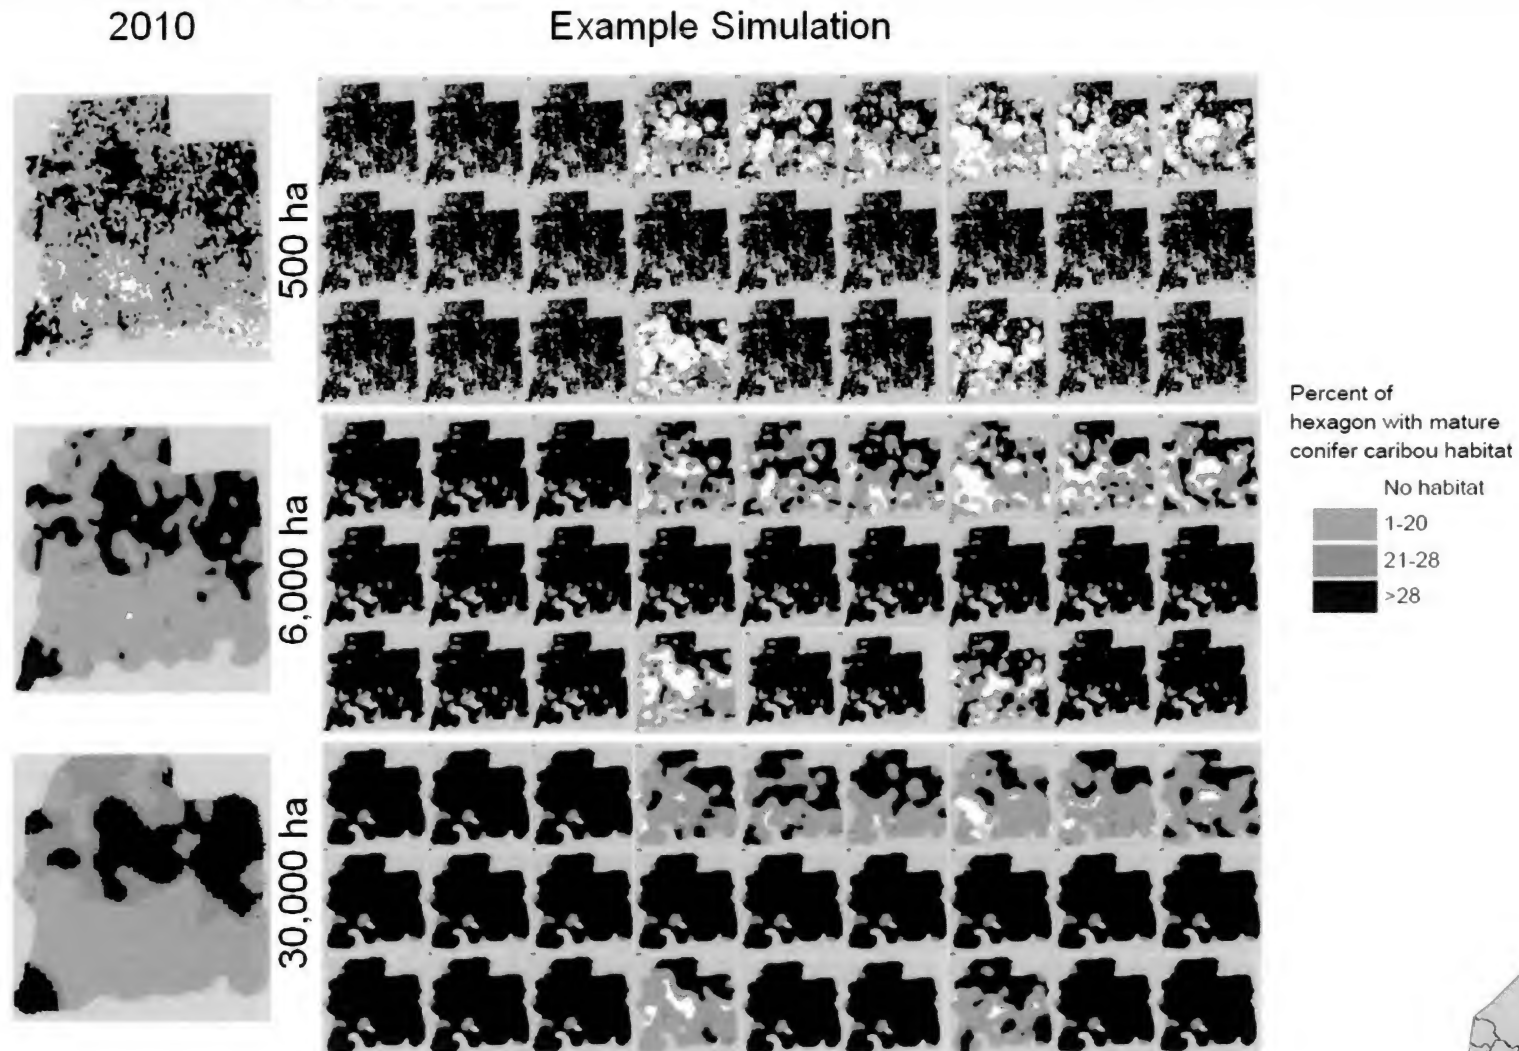 2010
Example Simulation
500 ha
6,000 ha
30,000 ha
Percent of
hexagon with mature
conifer caribou habitat
No habitat
1-20
21-28
>28